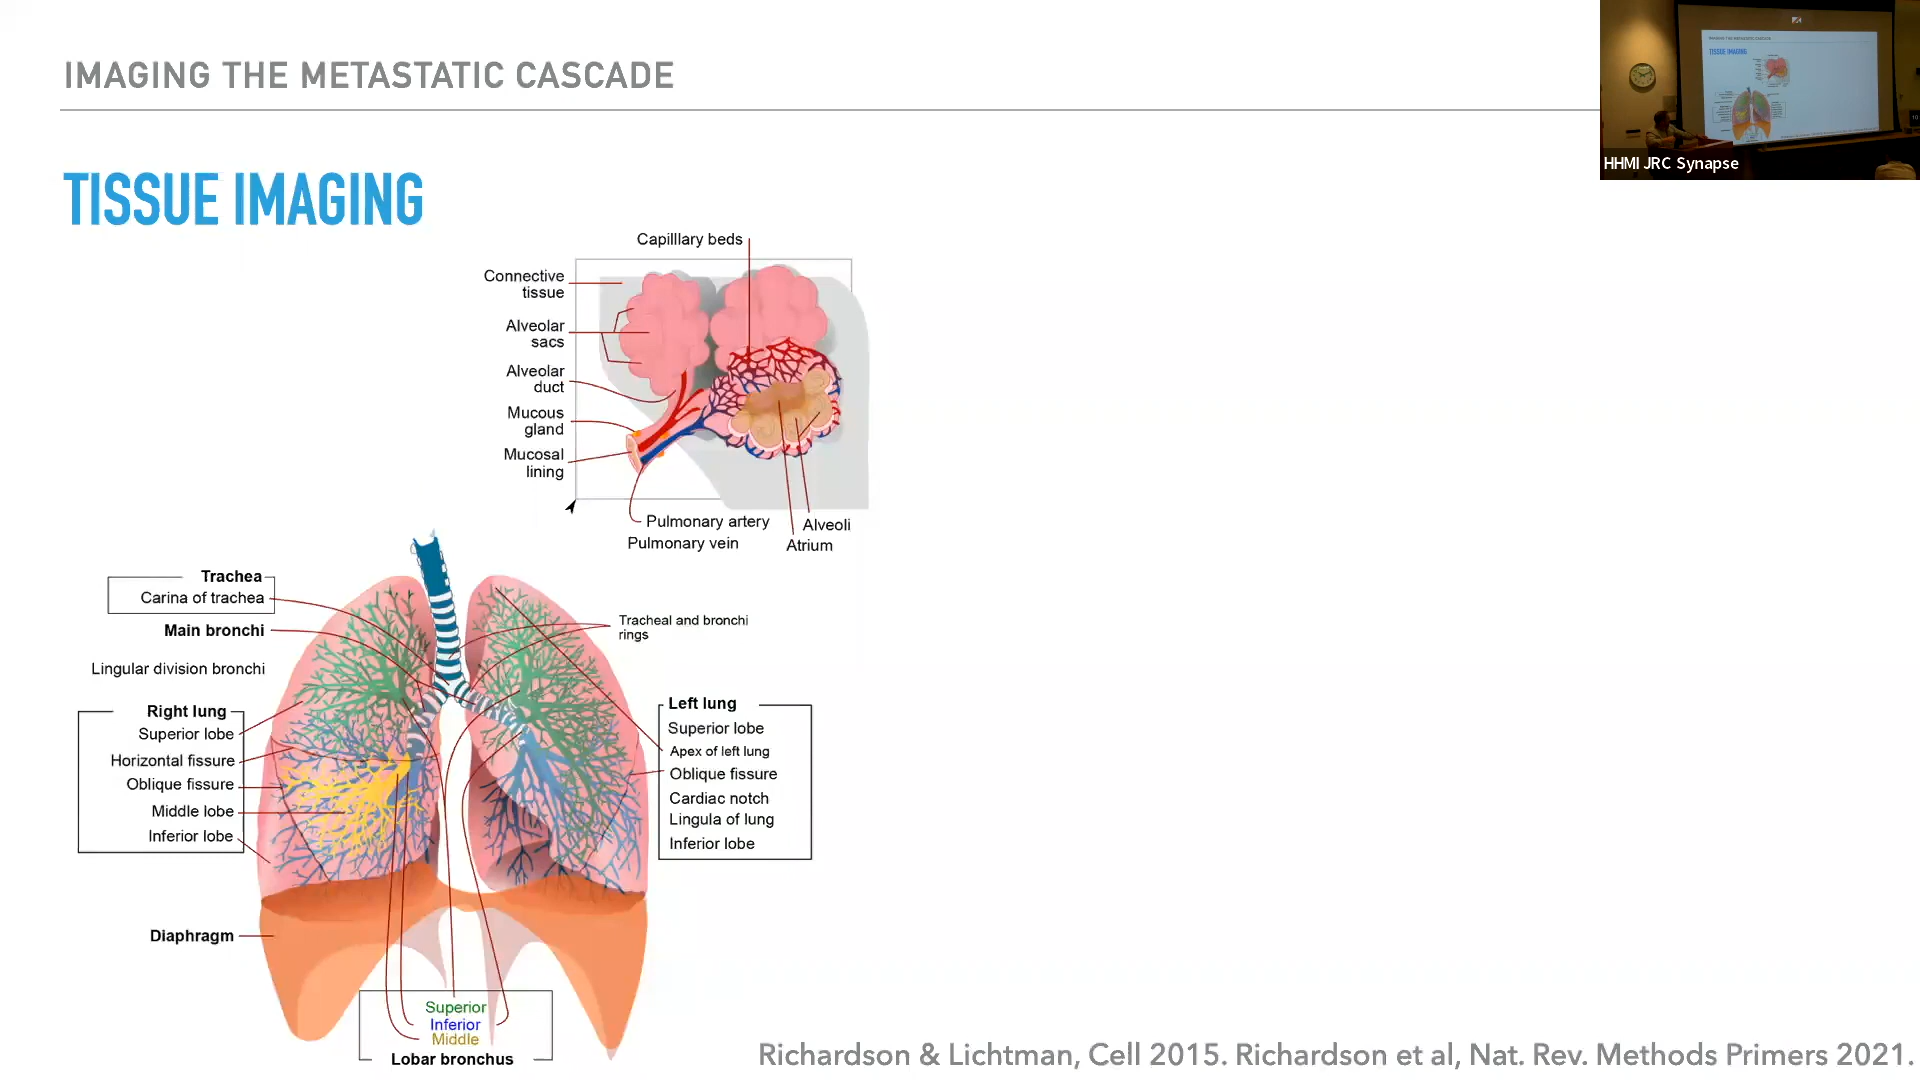 IMAGING THE METASTATIC CASCADE
HHMI JRC Synapse
TISSUE IMAGING
TISSUE IMAGING
Capilllary beds
Connective
tissue
Alveolar
sacs
Alveolar
duct
Mucous
gland
Mucosal
lining
Pulmonary artery
Pulmonary vein
Alveoli
Atrium
Trachea
Carina of trachea
Main bronchi
Lingular division bronchi
Tracheal and bronchi
rings
Right lung
Superior lobe
Horizontal fissure
Oblique fissure
Middle lobe
Inferior lobe
Left lung
Superior lobe
Apex of left lung
Oblique fissure
Cardiac notch
Lingula of lung
Inferior lobe
Diaphragm
Superior
Inferior
Middle
Lobar bronchus
Richardson & Lichtman, Cell 2015. Richardson et al, Nat. Rev. Methods Primers 2021.